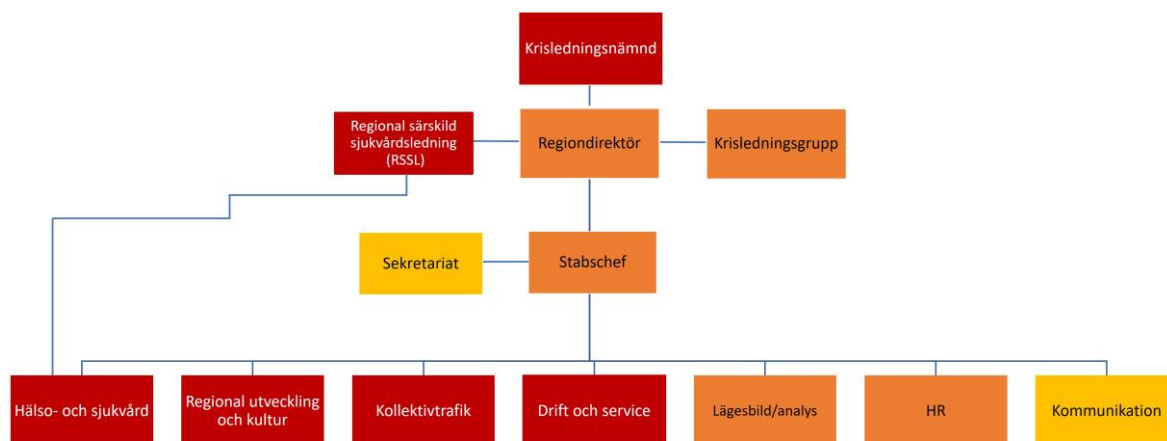 Krisledningsnämnd
Regional särskild
sjukvårdsledning
(RSSL)
Regiondirektör
Krisledningsgrupp
Sekretariat
Stabschef
Hälso- och sjukvård
Regional utveckling
och kultur
Kollektivtrafik
Drift och service
Lägesbild/analys
HR
Kommunikation